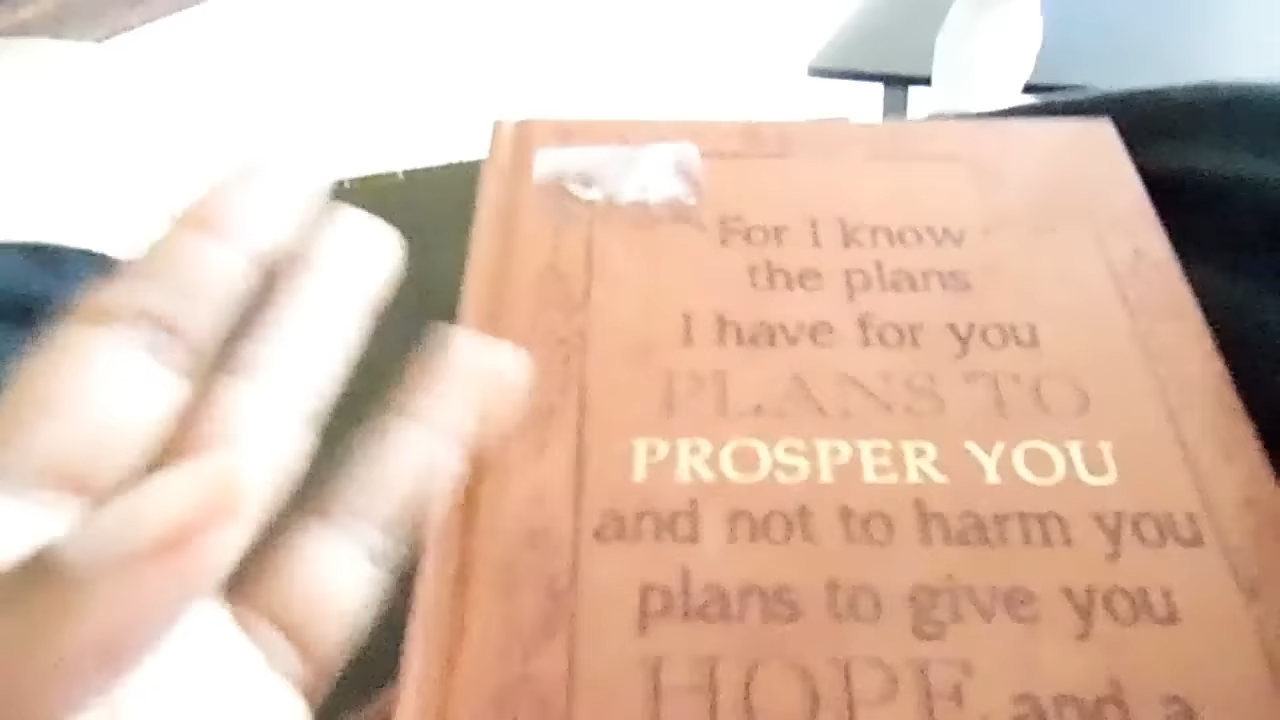 For I know
the plans
I have for you
PLANS TO
PROSPER YOU
and not to harm you
plans to give you
HOPE and a